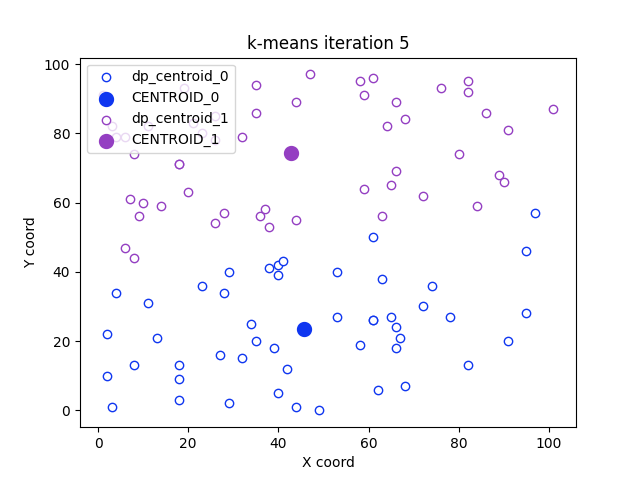 k-means iteration 5
dp_centroid_0
CENTROID_0
dp_centroid_1
CENTROID_1
Y coord
100
80
60
40
20
0
0 20 40 60 80 100
X coord